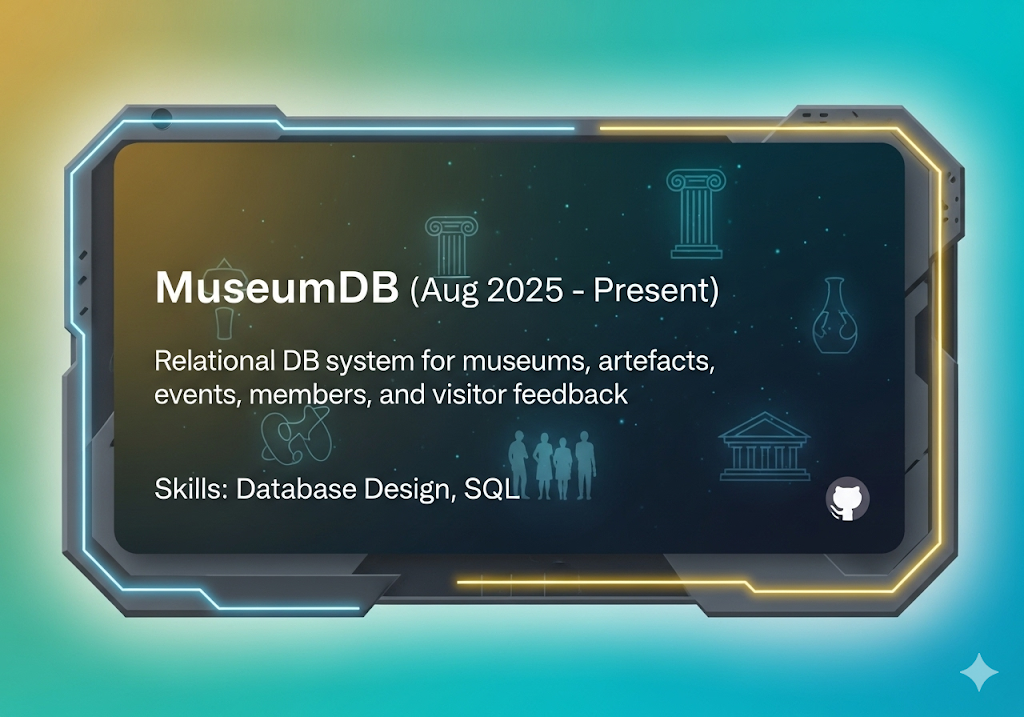 MuseumDB (Aug 2025 - Present)
Relational DB system for museums, artefacts,
events, members, and visitor feedback
Skills: Database Design, SQL